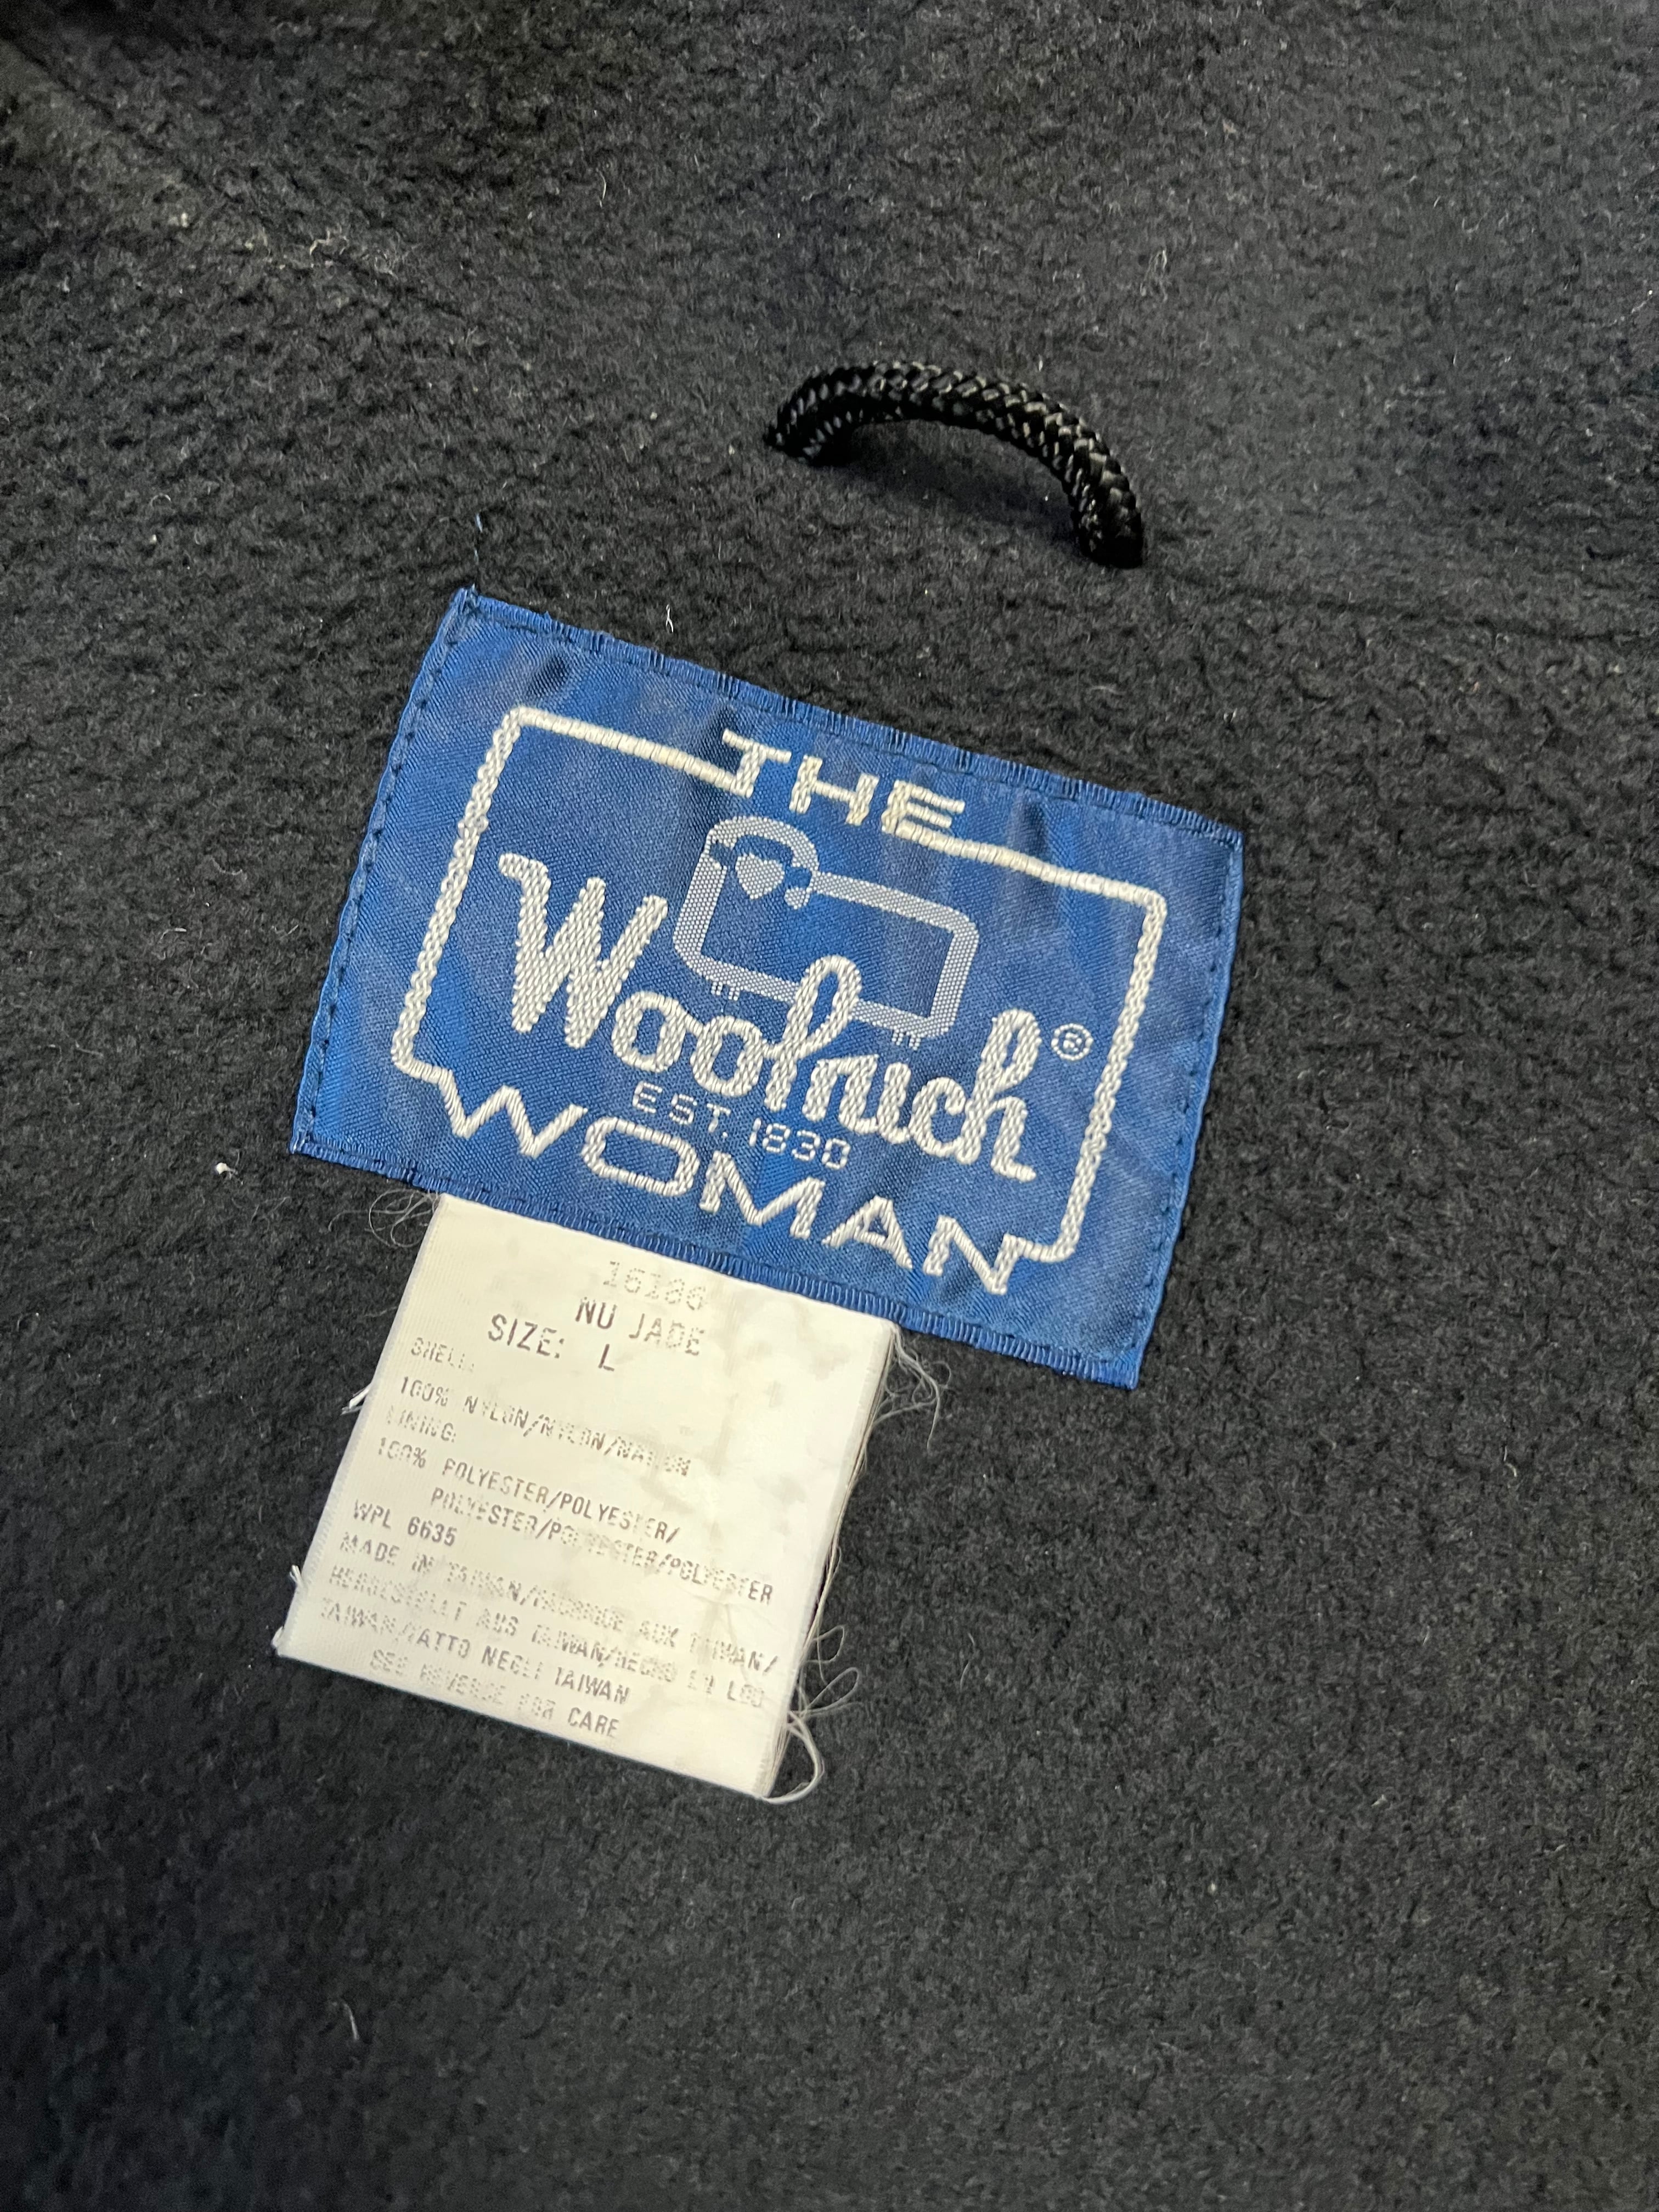 THE
Woolrich®
EST. 1830
WOMAN
16186
NU JADE
SIZE: L
SHELL:
100% NYLON/NYLON/NAILON
LINING:
100% POLYESTER/POLYESTER/
POLYESTER/POLYESTER/POLYESTER
WPL 6635
MADE IN TAIWAN/FABRIQUE AUX TAIWAN/
HERGESTELLT AUS TAIWAN/HECHO EN LOS
TAIWAN/FATTO NEGLI TAIWAN
SEE REVERSE FOR CARE